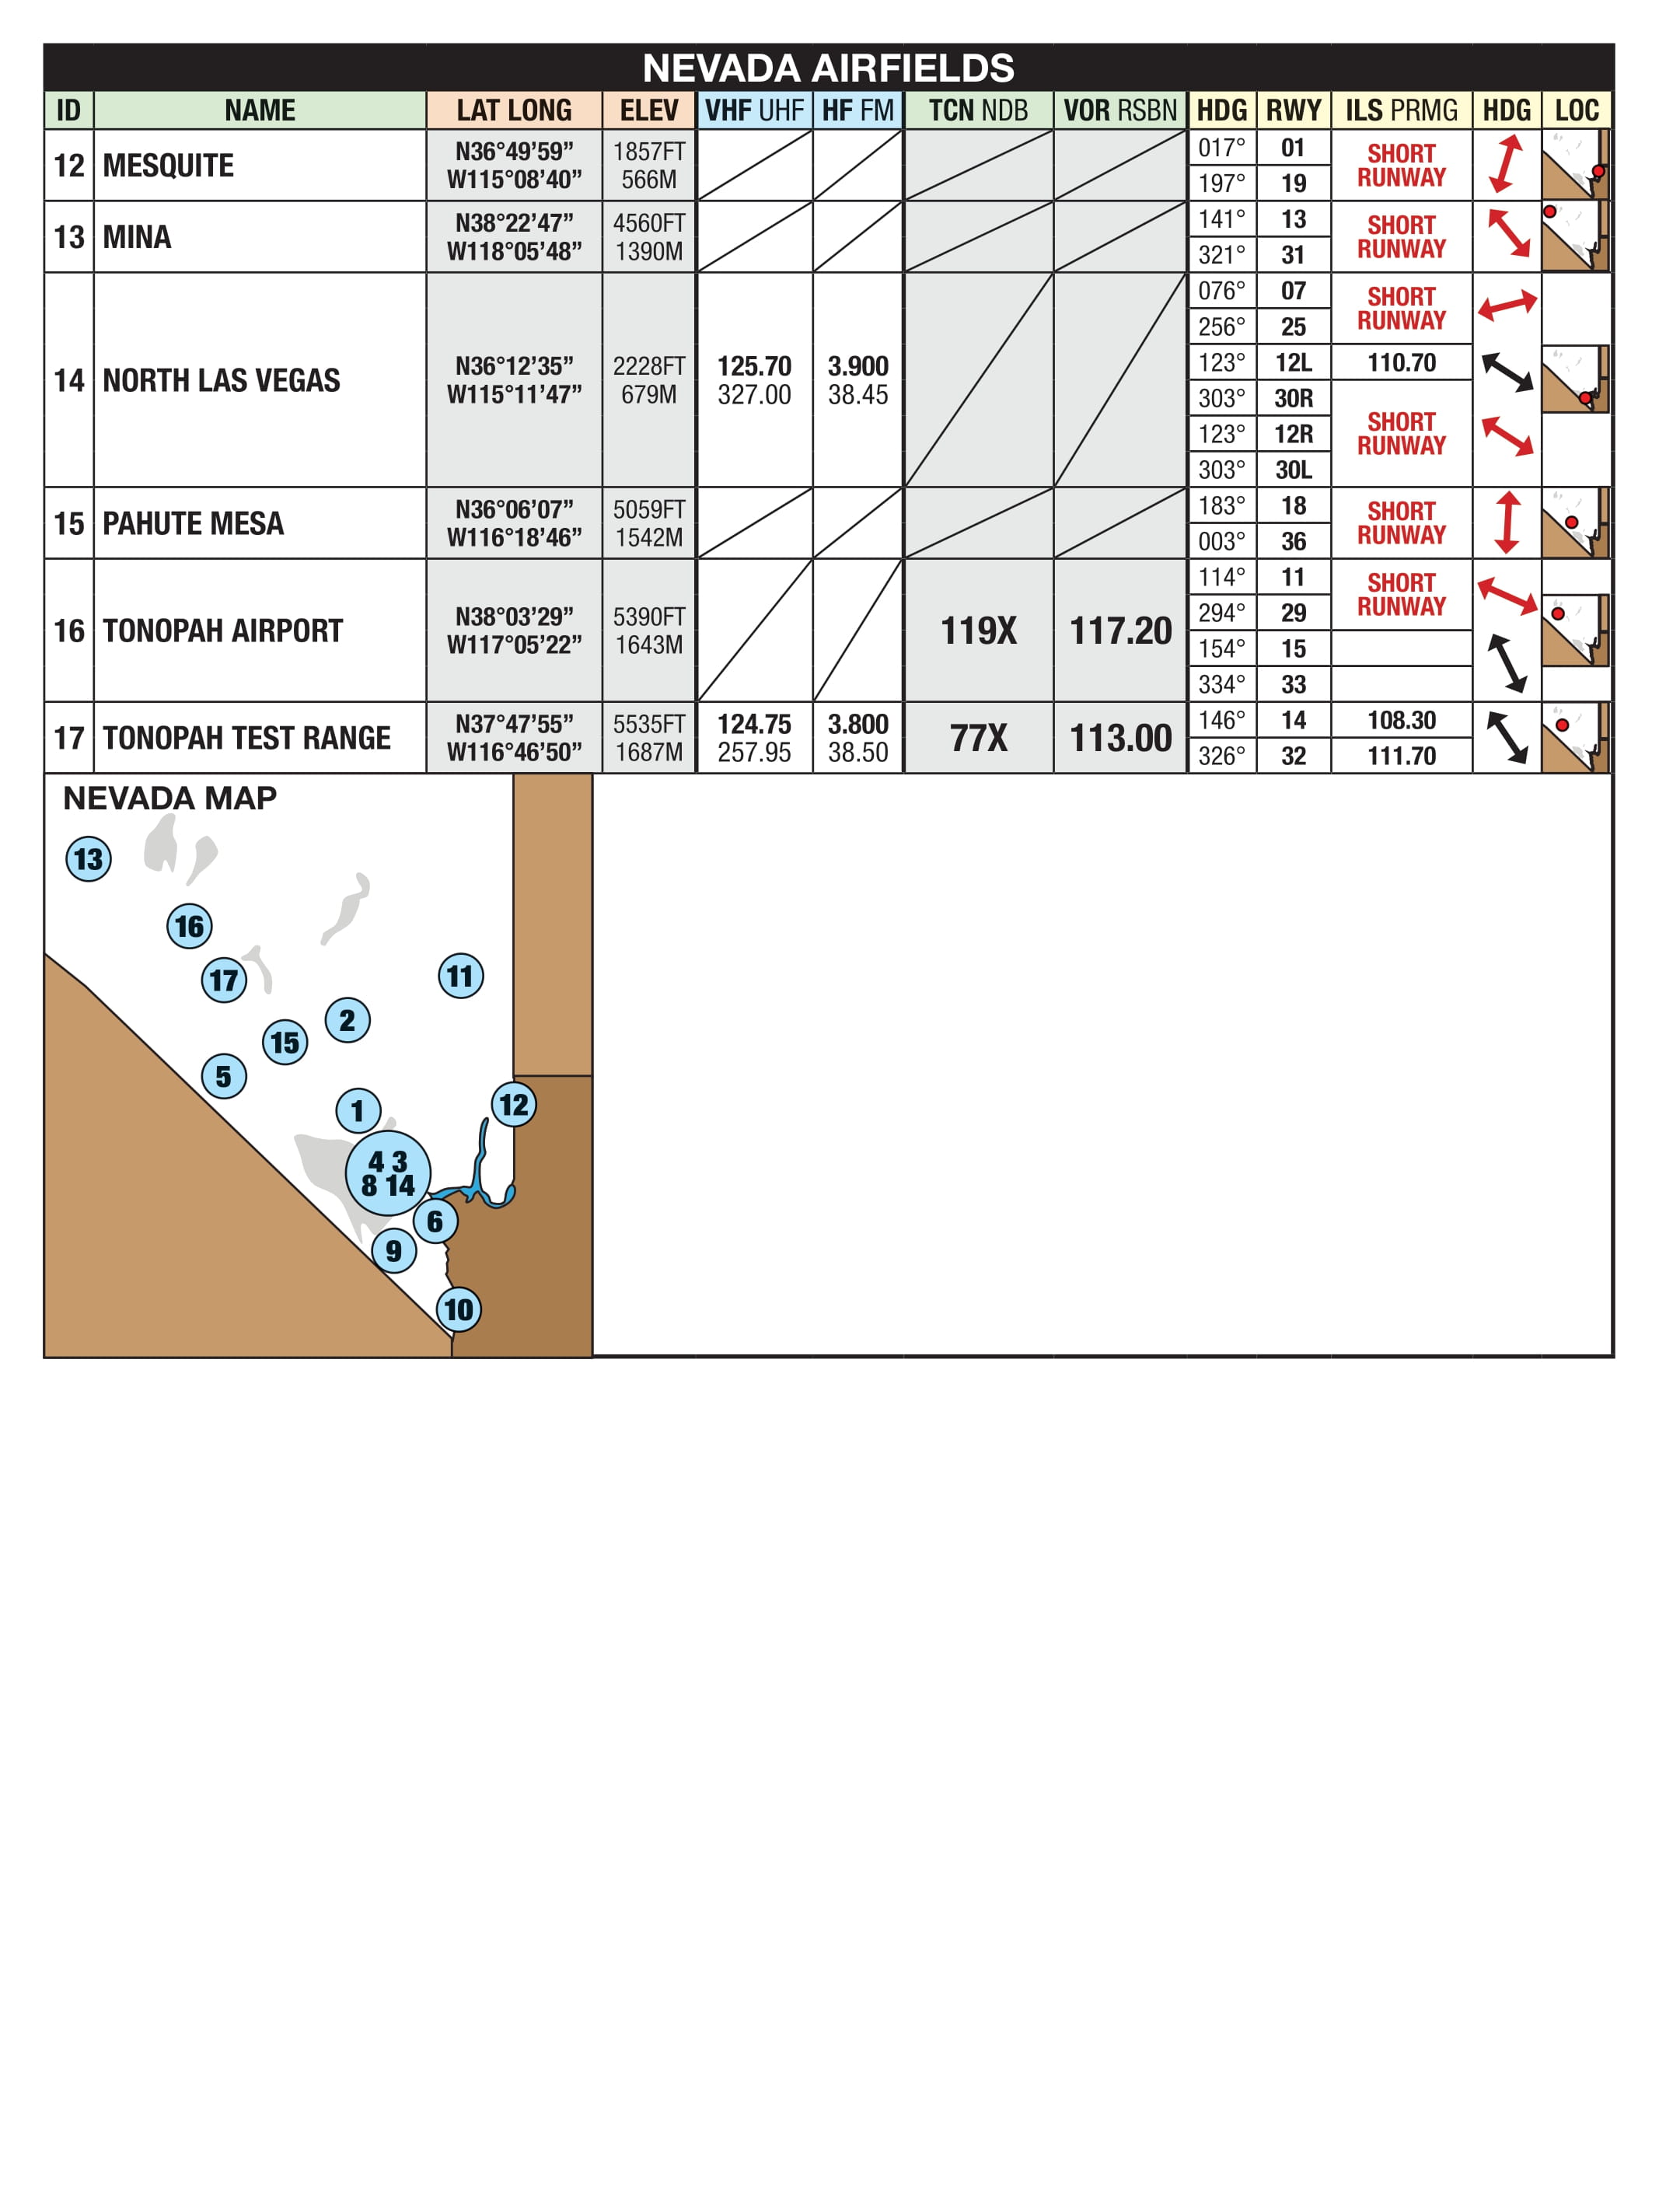 NEVADA AIRFIELDS
ID NAME LAT LONG ELEV VHF UHF HF FM TCN NDB VOR RSBN HDG RWY ILS PRMG HDG LOC
12 MESQUITE
N36°49’59”
W115°08’40”
1857FT
566M
017° 01
197° 19
SHORT
RUNWAY
13 MINA
N38°22’47”
W118°05’48”
4560FT
1390M
141° 13
321° 31
SHORT
RUNWAY
14 NORTH LAS VEGAS
N36°12’35”
W115°11’47”
2228FT
679M
125.70
327.00
3.900
38.45
076° 07
256° 25
SHORT
RUNWAY
123° 12L 110.70
303° 30R
123° 12R
303° 30L
SHORT
RUNWAY
15 PAHUTE MESA
N36°06’07”
W116°18’46”
5059FT
1542M
183° 18
003° 36
SHORT
RUNWAY
16 TONOPAH AIRPORT
N38°03’29”
W117°05’22”
5390FT
1643M
119X
117.20
114° 11
294° 29
SHORT
RUNWAY
154° 15
334° 33
17 TONOPAH TEST RANGE
N37°47’55”
W116°46’50”
5535FT
1687M
124.75
257.95
3.800
38.50
77X
113.00
146° 14 108.30
326° 32 111.70
NEVADA MAP
13
16
17
11
2
15
5
1
12
4 3
8 14
6
9
10